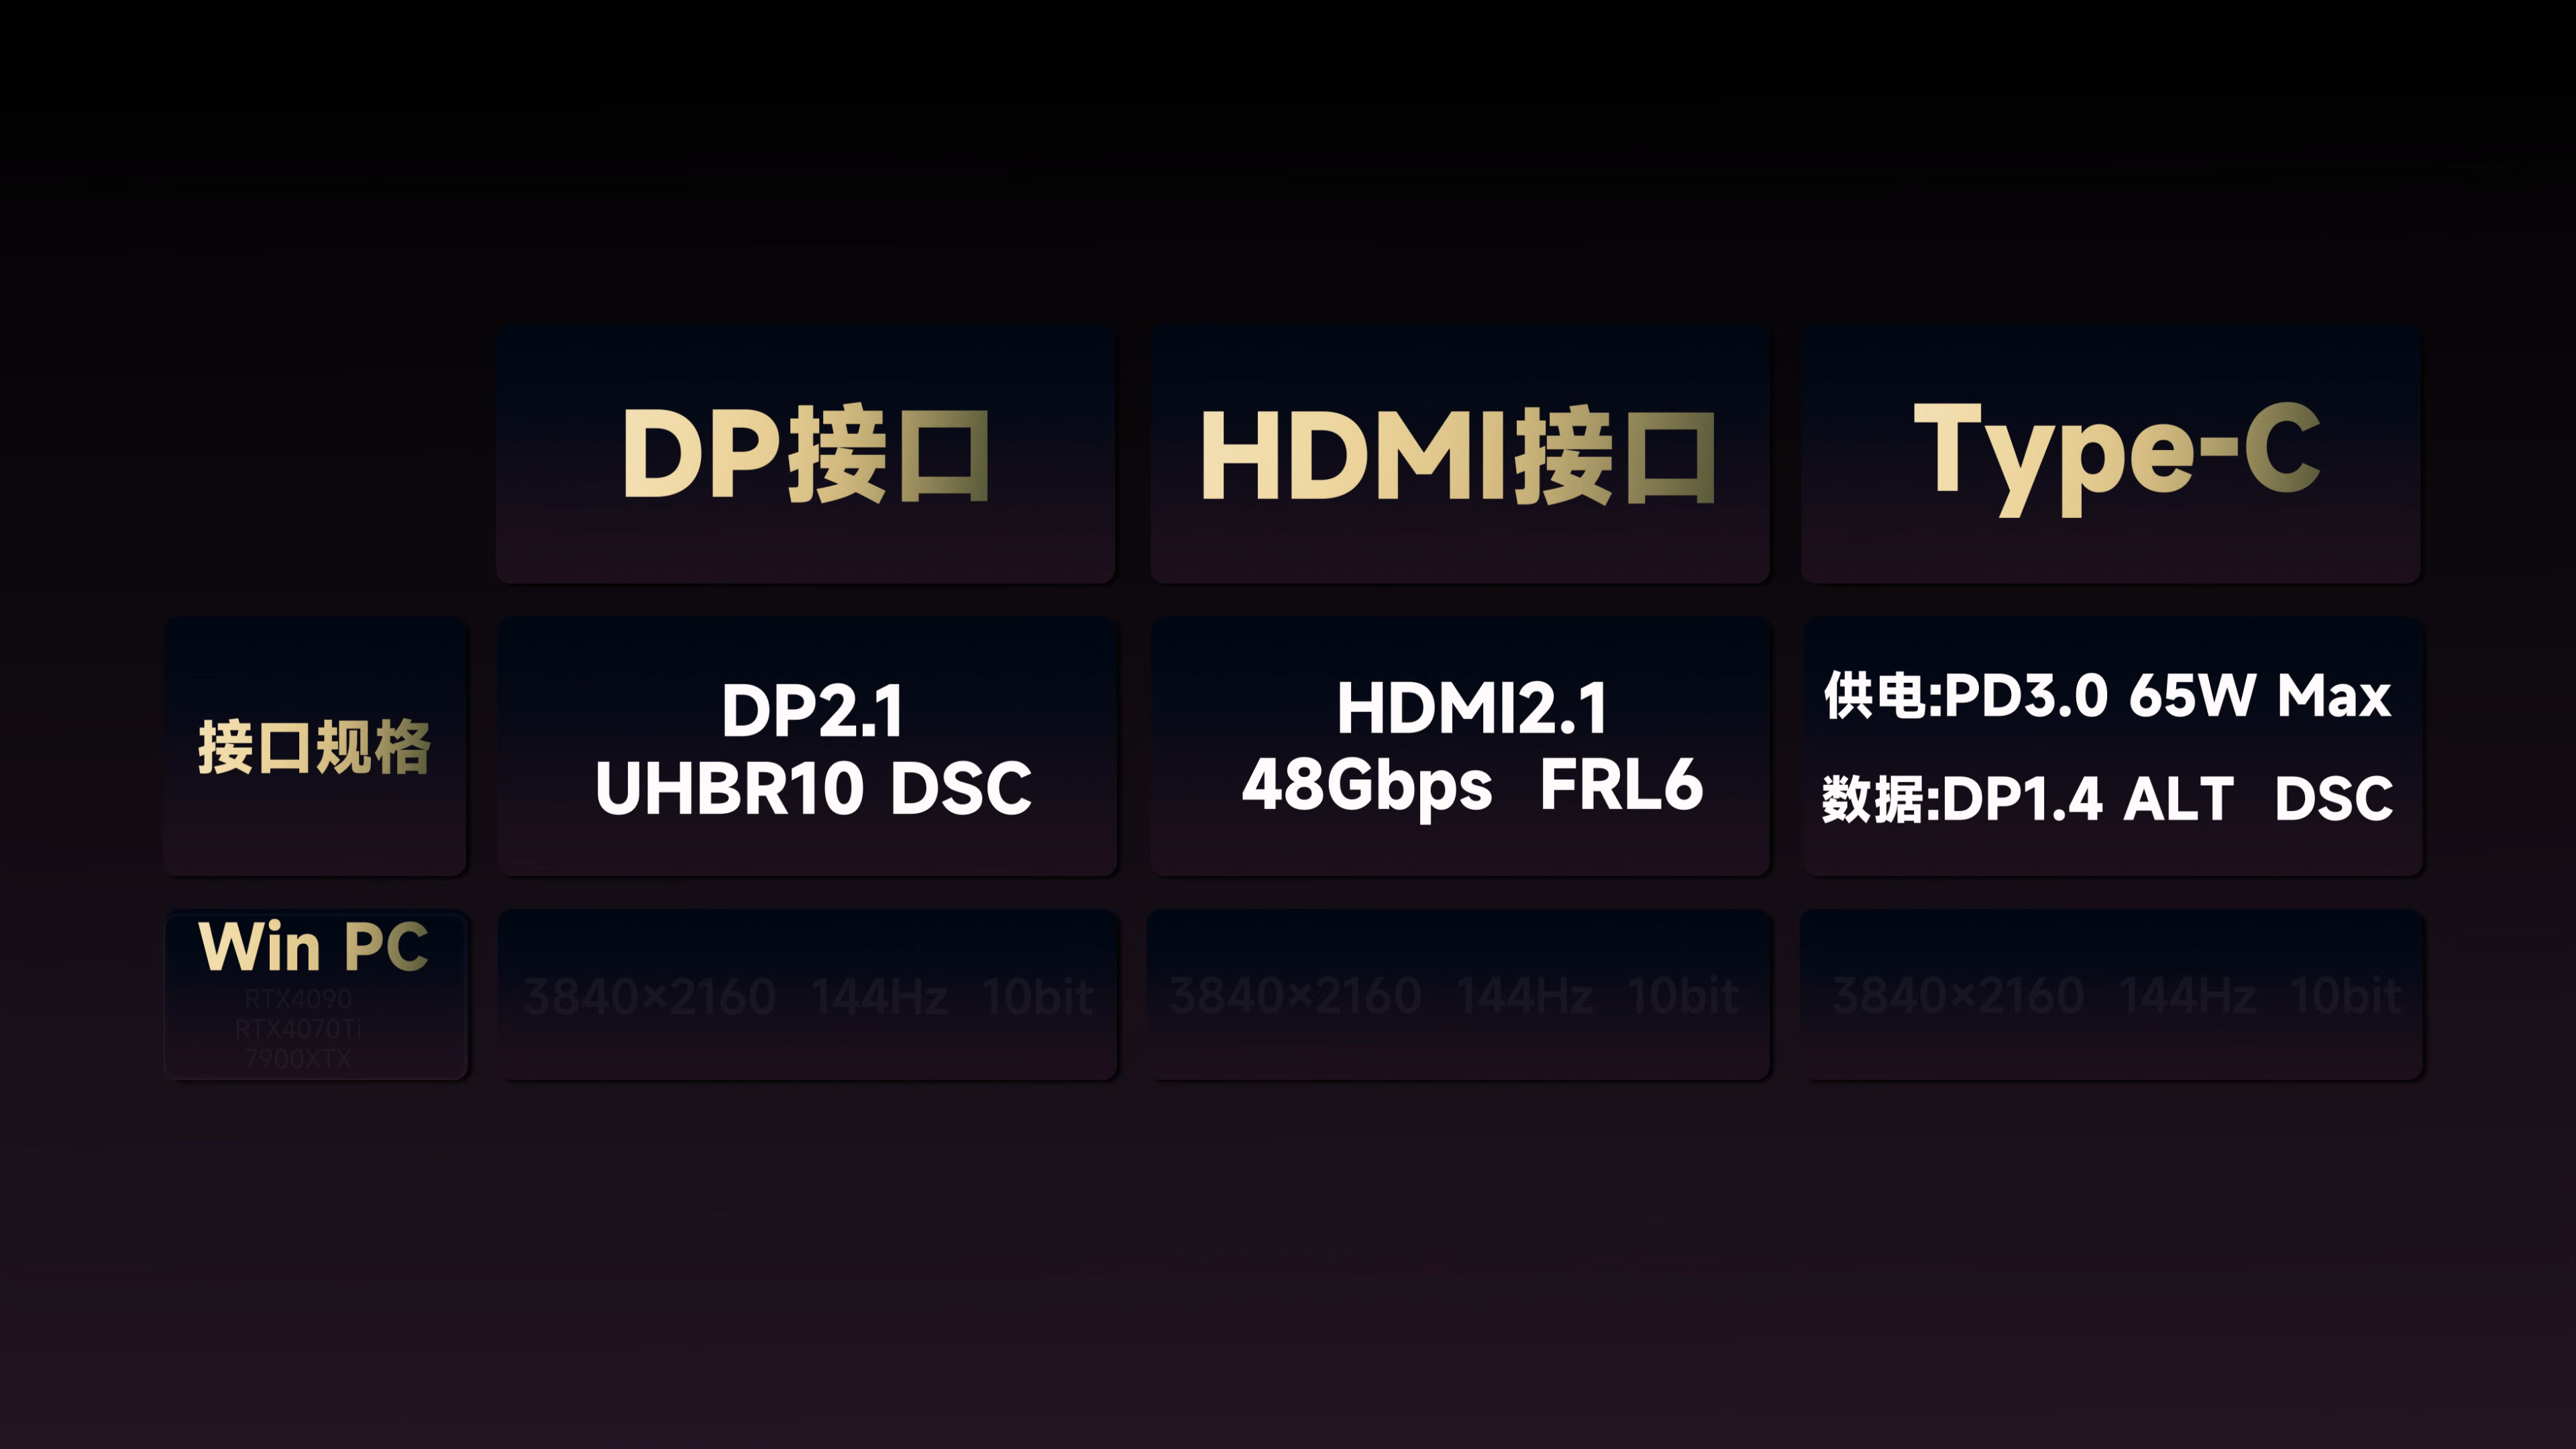 DP接口
HDMI接口
Type-C
接口规格
DP2.1
UHBR10 DSC
HDMI2.1
48Gbps FRL6
供电:PD3.0 65W Max
数据:DP1.4 ALT DSC
Win PC
RTX4090
RTX4070Ti
7900XTX
3840×2160 144Hz 10bit
3840×2160 144Hz 10bit
3840×2160 144Hz 10bit